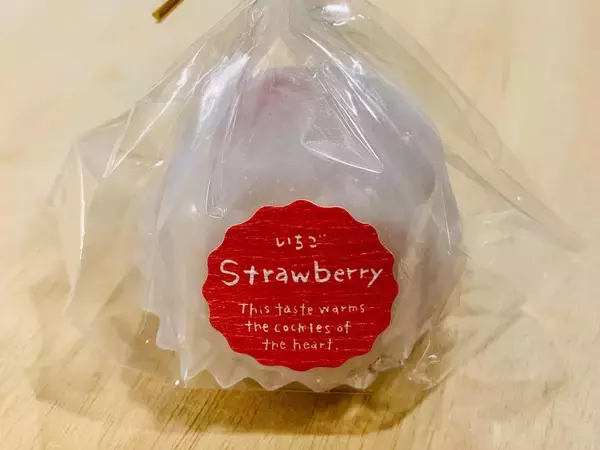 いちご
Strawberry
This taste warms
the cockles of
the heart.